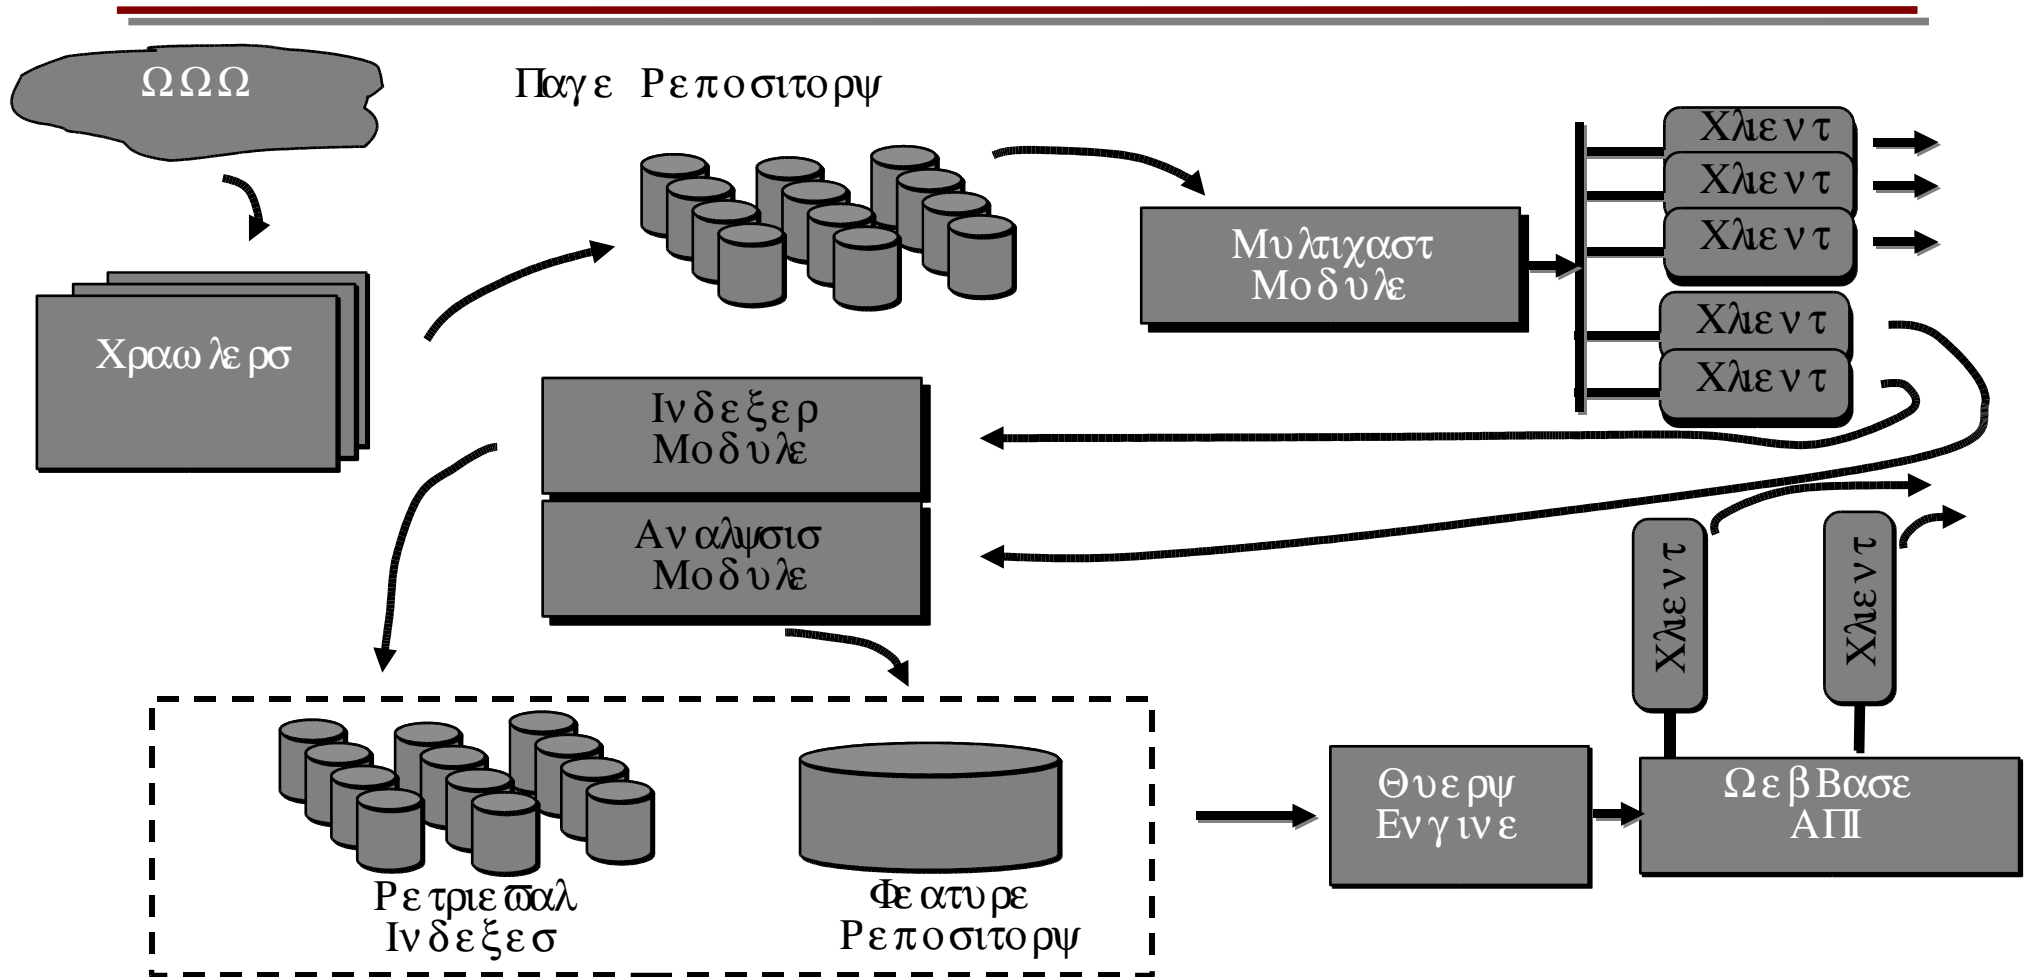 ΩΩΩ
Παγε Ρεποσιτορψ
Χλιεντ
Χλιεντ
Χλιεντ
Μυλτιχαστ
Μοδυλε
Χλιεντ
Χλιεντ
Χραωλερσ
Ινδεξερ
Μοδυλε
Αναλψσισ
Μοδυλε
Χλιεντ
Χλιεντ
Θυερψ
Ενγινε
ΩεβΒασε
ΑΠΙ
Ρετριεϖαλ
Ινδεξεσ
Φεατυρε
Ρεποσιτορψ